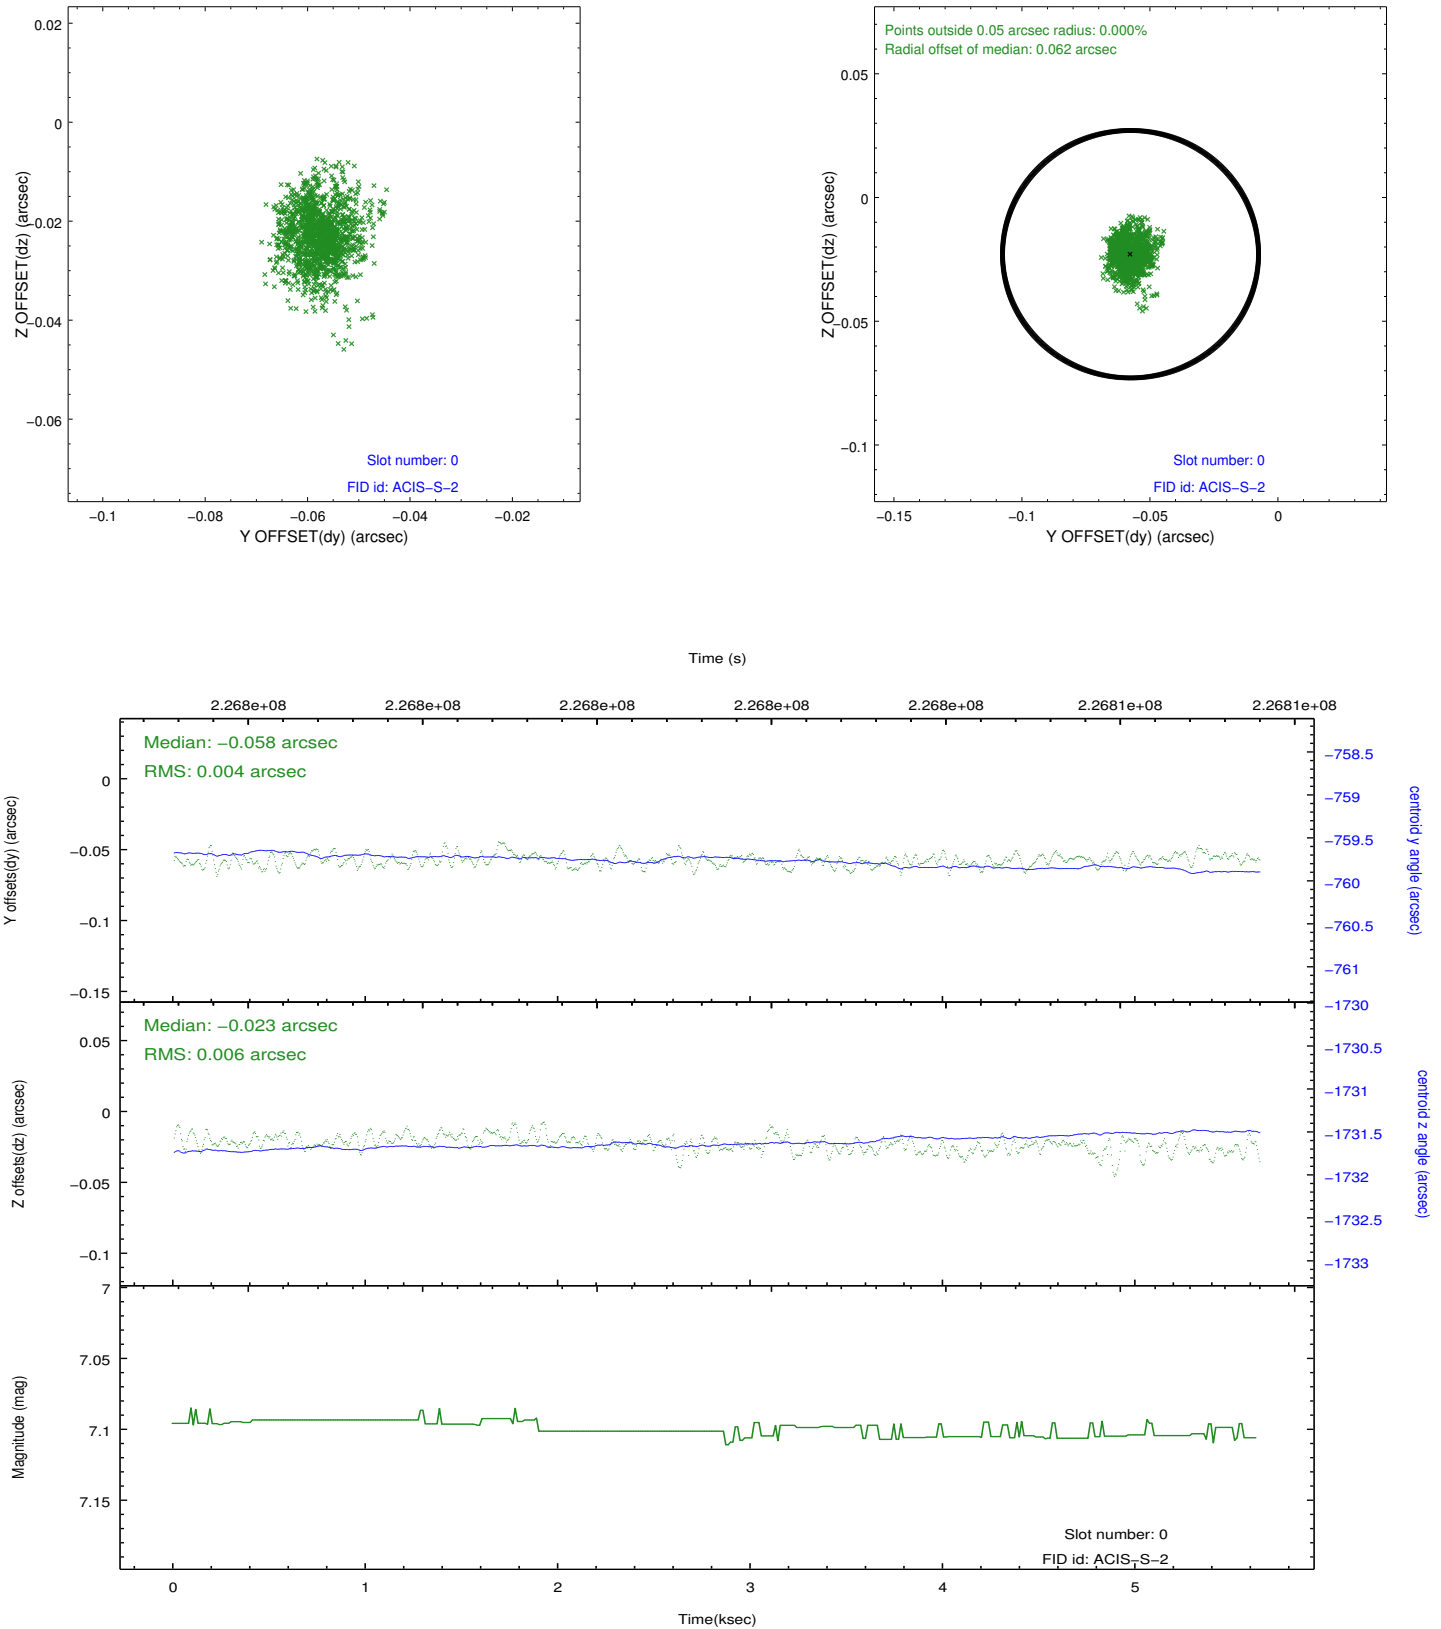 0.02
0
−0.02
−0.04
−0.06
Z OFFSET(dz) (arcsec)
Slot number: 0
FID id: ACIS−S−2
−0.1
−0.08
−0.06
−0.04
−0.02
Y OFFSET(dy) (arcsec)
Points outside 0.05 arcsec radius: 0.000%
Radial offset of median: 0.062 arcsec
0.05
0
−0.05
−0.1
Z OFFSET(dz) (arcsec)
Slot number: 0
FID id: ACIS−S−2
−0.15
−0.1
−0.05
0
Y OFFSET(dy) (arcsec)
Time (s)
2.268e+08
2.268e+08
2.268e+08
2.268e+08
2.268e+08
2.2681e+08
2.2681e+08
Median: −0.058 arcsec
RMS: 0.004 arcsec
0
−0.05
−0.1
−0.15
Y offsets(dy) (arcsec)
−758.5
−759
−759.5
−760
−760.5
−761
centroid y angle (arcsec)
Median: −0.023 arcsec
RMS: 0.006 arcsec
0.05
0
−0.05
−0.1
Z offsets(dz) (arcsec)
−1730
−1730.5
−1731
−1731.5
−1732
−1732.5
−1733
centroid z angle (arcsec)
7
7.05
7.1
7.15
Magnitude (mag)
Slot number: 0
FID id: ACIS−S−2
0
1
2
3
4
5
Time(ksec)